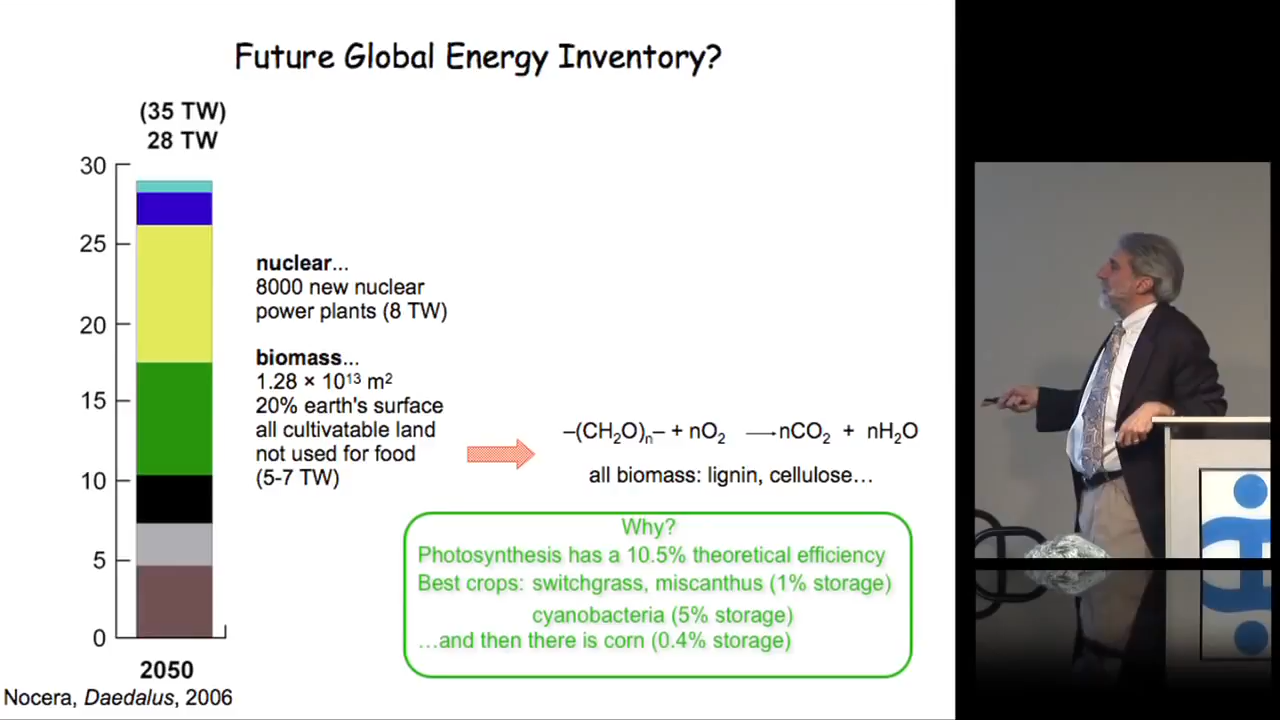 Future Global Energy Inventory?
(35 TW)
28 TW
30
25
20
15
10
5
0
2050
Nocera, Daedalus, 2006
nuclear...
8000 new nuclear
power plants (8 TW)
biomass...
1.28 × 10¹³ m²
20% earth's surface
all cultivatable land
not used for food
(5-7 TW)
–(CH₂O)ₙ– + nO₂ → nCO₂ + nH₂O
all biomass: lignin, cellulose…
Why?
Photosynthesis has a 10.5% theoretical efficiency
Best crops: switchgrass, miscanthus (1% storage)
cyanobacteria (5% storage)
…and then there is corn (0.4% storage)